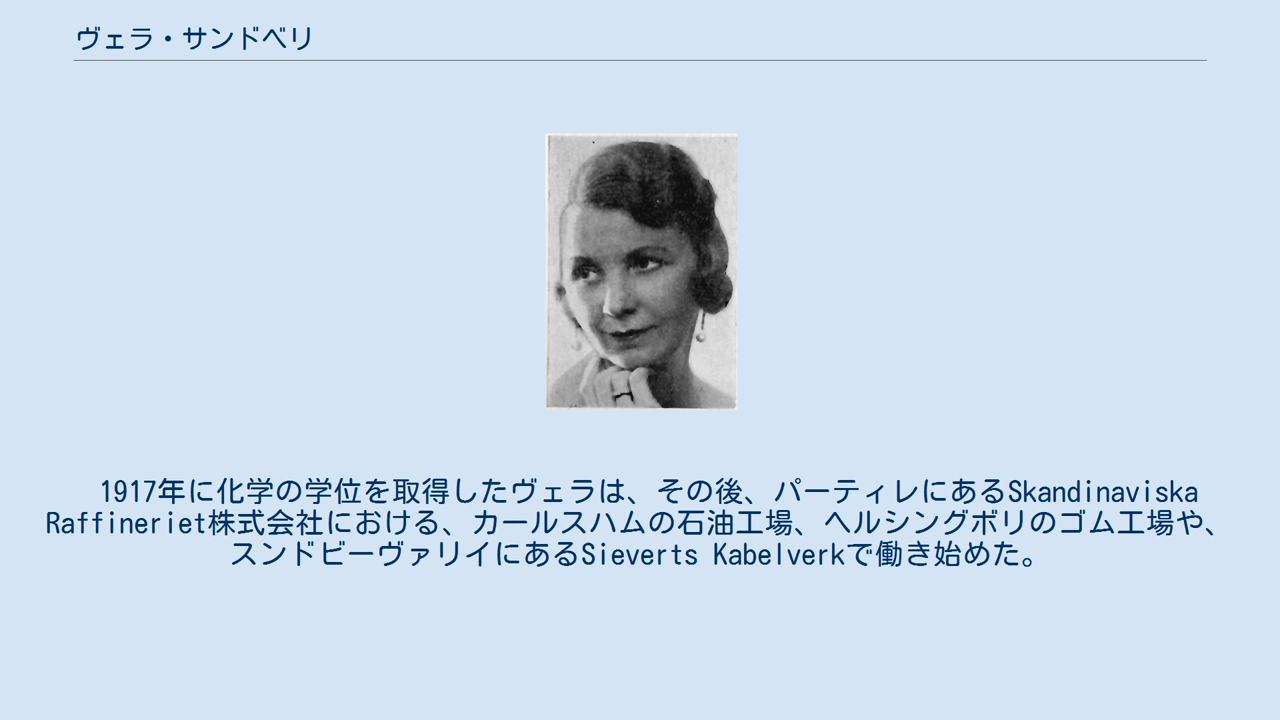 ヴェラ・サンドベリ
1917年に化学の学位を取得したヴェラは、その後、パーティレにあるSkandinaviska
Raffineriet株式会社における、カールスハムの石油工場、ヘルシングボリのゴム工場や、
スンドビーヴァリイにあるSieverts Kabelverkで働き始めた。